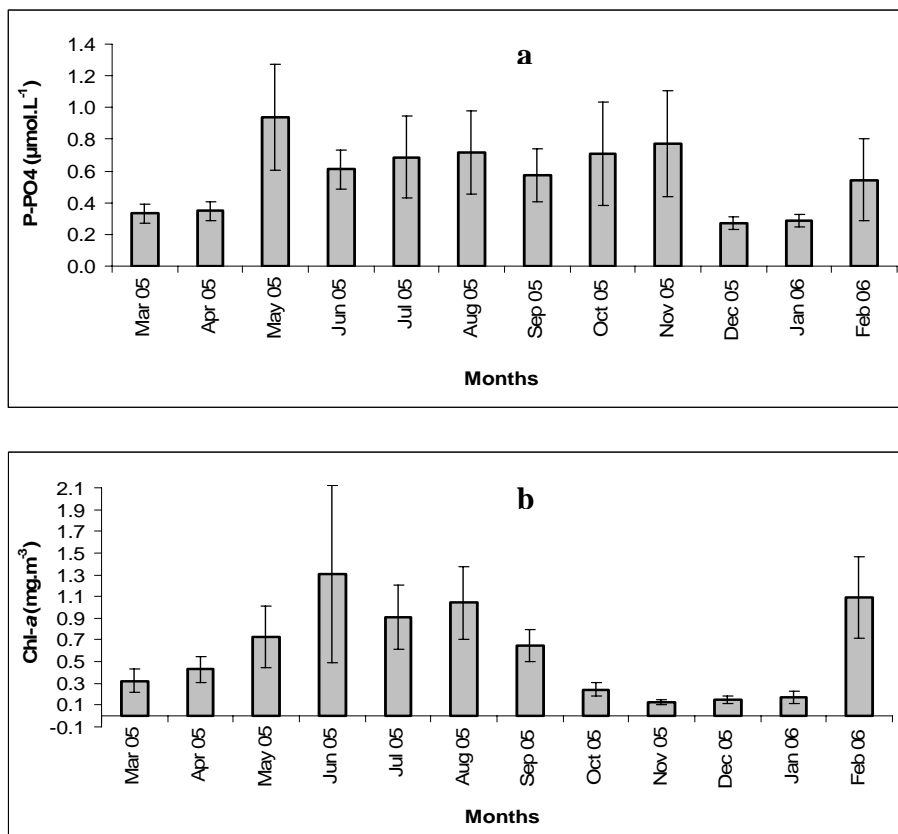 a
P-PO4 (µmol.L⁻¹)
1.4
1.2
1.0
0.8
0.6
0.4
0.2
0.0
Mar 05
Apr 05
May 05
Jun 05
Jul 05
Aug 05
Sep 05
Oct 05
Nov 05
Dec 05
Jan 06
Feb 06
Months
b
Chl-a (mg.m⁻³)
2.1
1.9
1.7
1.5
1.3
1.1
0.9
0.7
0.5
0.3
0.1
-0.1
Mar 05
Apr 05
May 05
Jun 05
Jul 05
Aug 05
Sep 05
Oct 05
Nov 05
Dec 05
Jan 06
Feb 06
Months